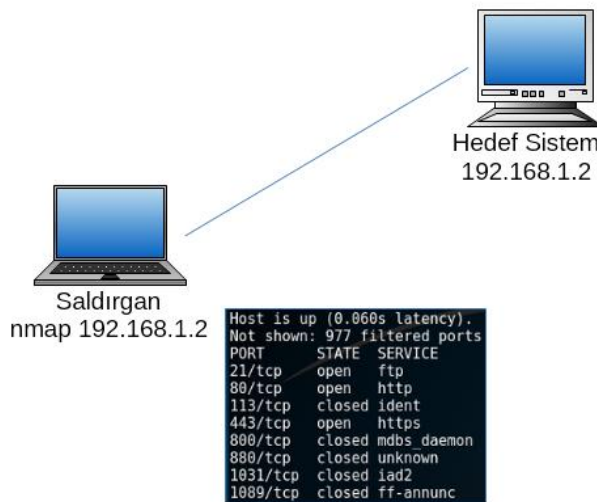 Hedef Sistem
192.168.1.2
Saldırgan
nmap 192.168.1.2
Host is up (0.060s latency).
Not shown: 977 filtered ports
PORT STATE SERVICE
21/tcp open ftp
80/tcp open http
113/tcp closed ident
443/tcp open https
800/tcp closed mdbs_daemon
880/tcp closed unknown
1031/tcp closed iad2
1089/tcp closed ff-annunc